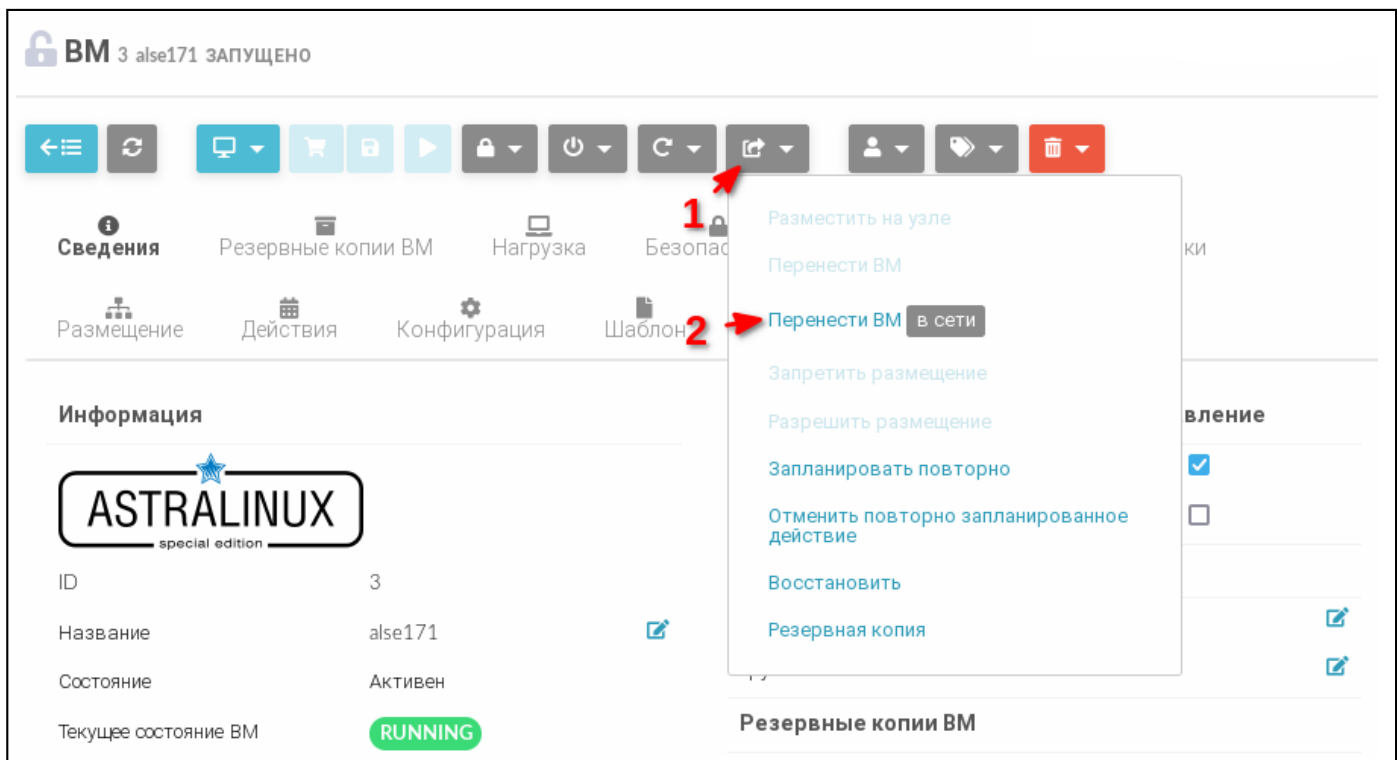 ВМ 3 alse171 ЗАПУЩЕНО
1
Сведения
Резервные копии ВМ
Нагрузка
Безопас
ки
Размещение
Действия
Конфигурация
Шаблон
2
Разместить на узле
Перенести ВМ
Перенести ВМ в сети
Запретить размещение
Разрешить размещение
Запланировать повторно
Отменить повторно запланированное
действие
Восстановить
Резервная копия
Информация
вление
ASTRALINUX
special edition
ID 3
Название alse171
Состояние Активен
Текущее состояние ВМ RUNNING
Резервные копии ВМ